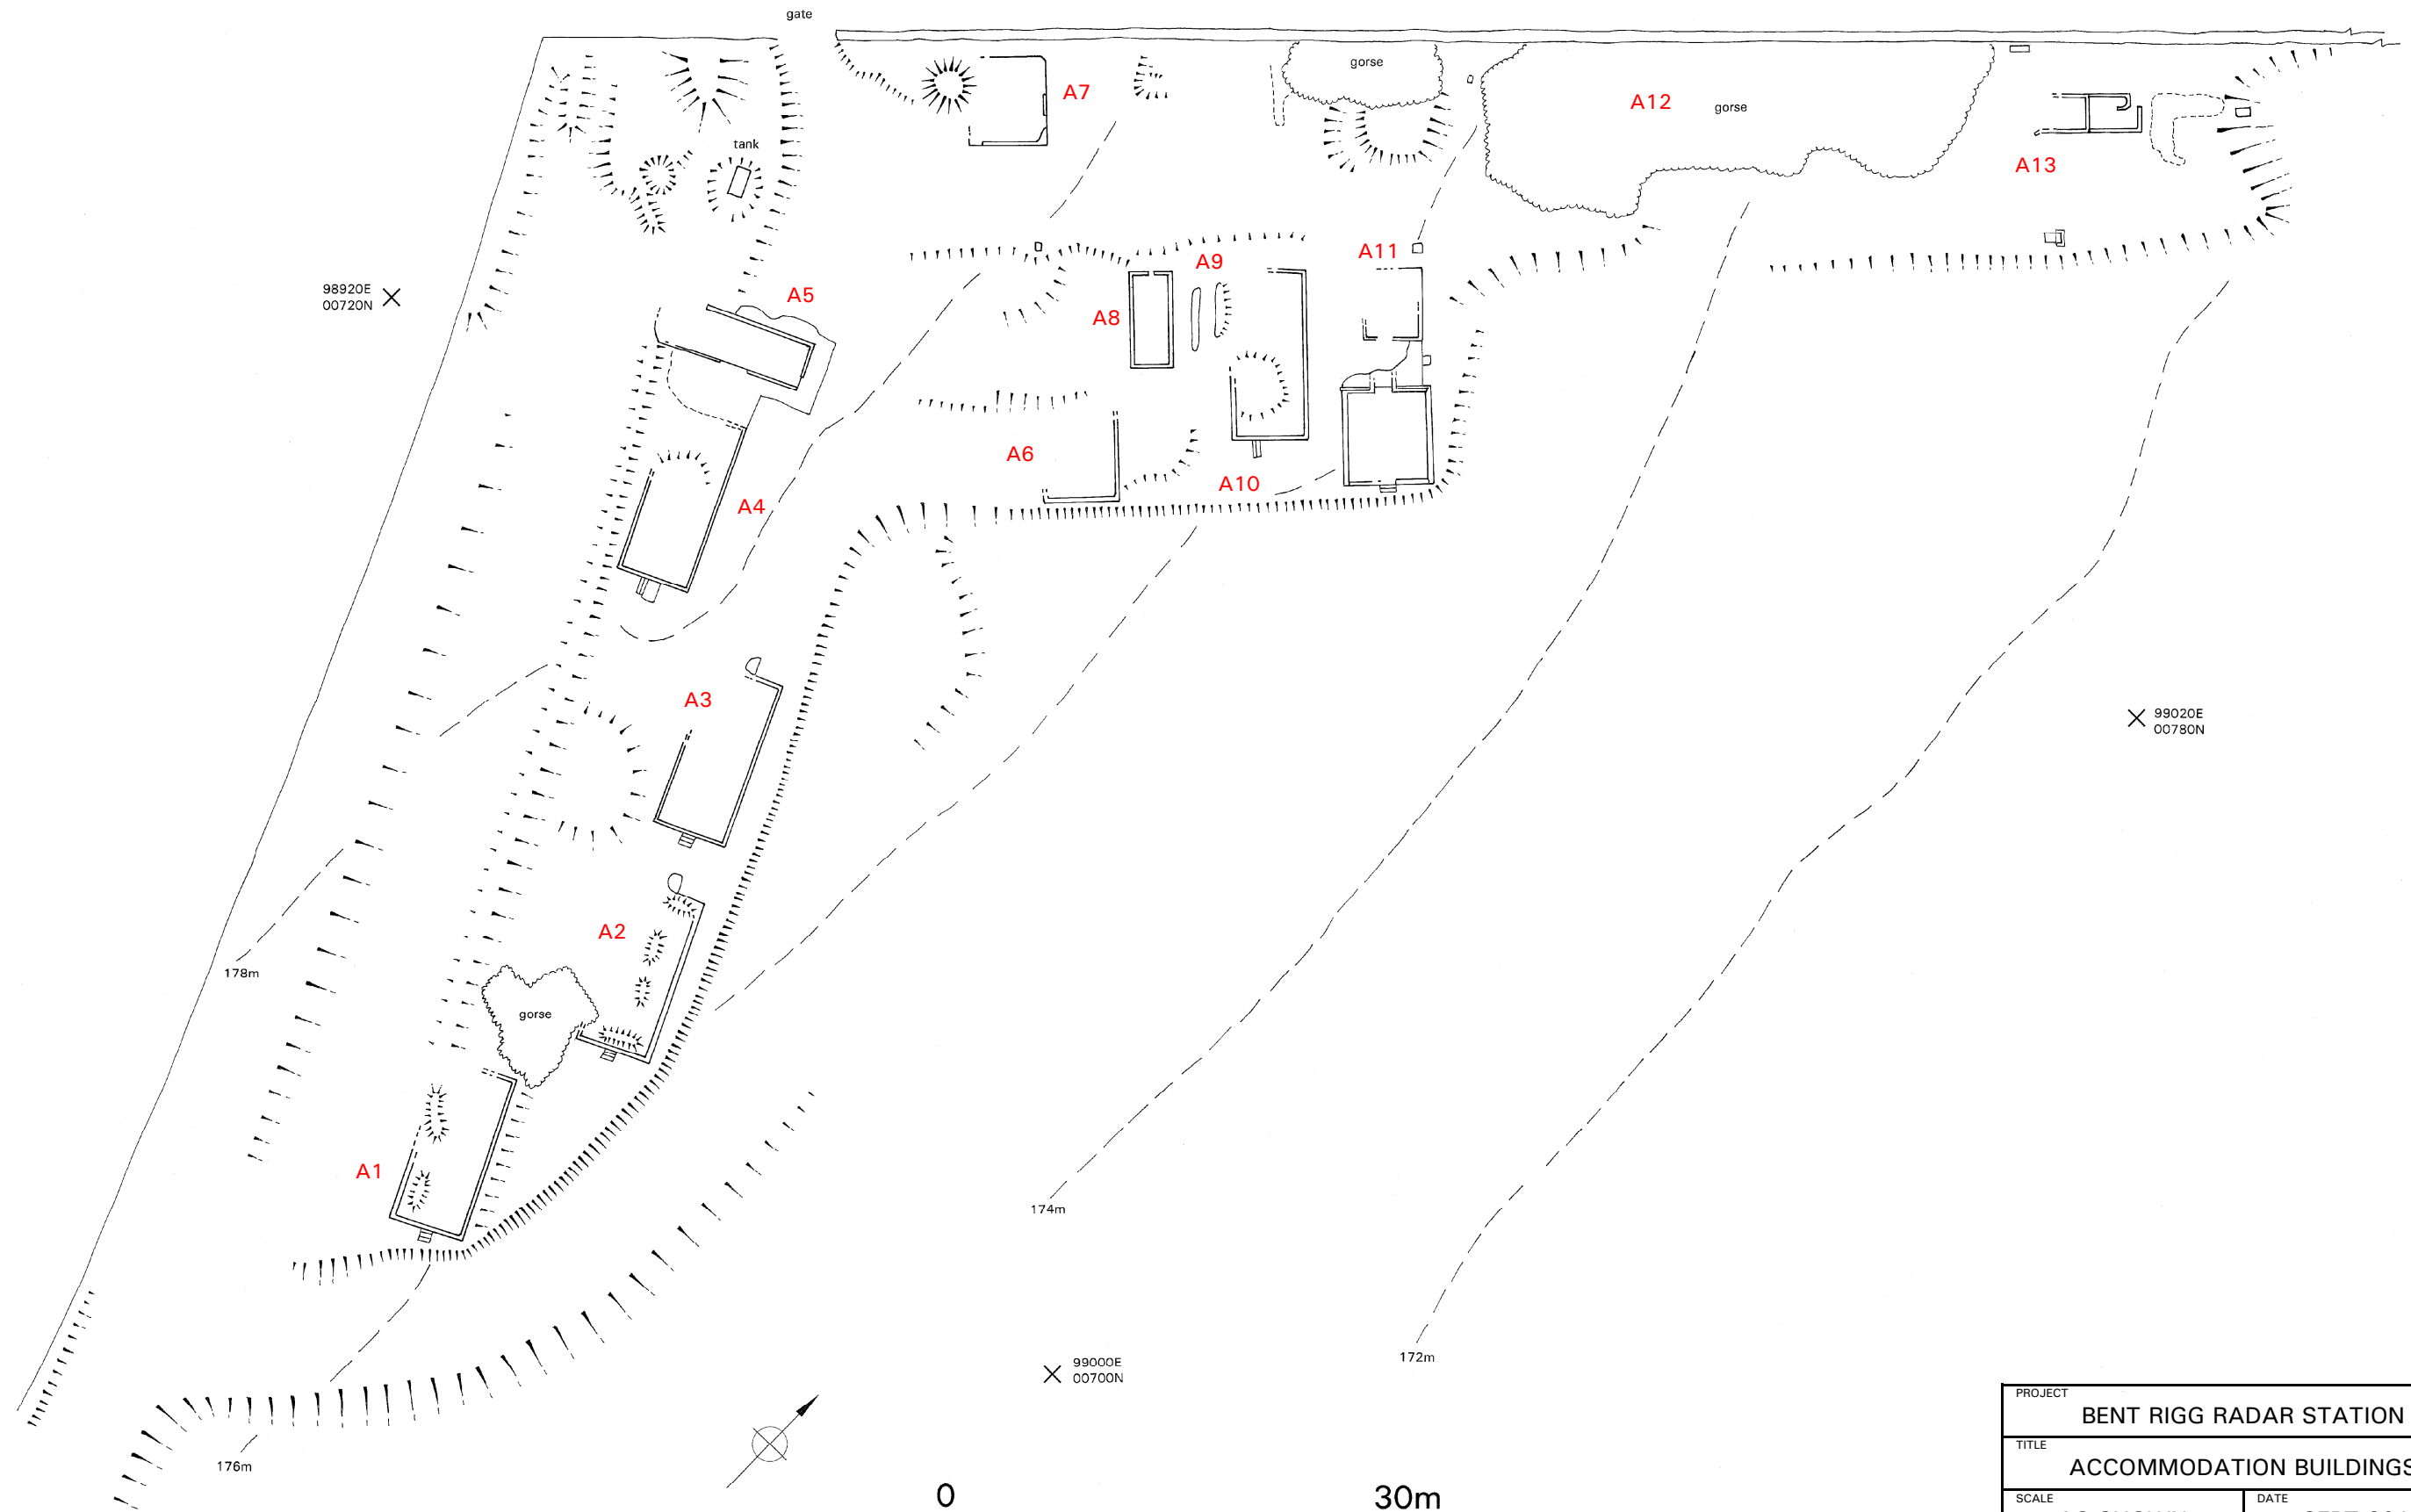 gate
gorse
A7
A12
gorse
tank
A13
A9
A11
98920E
00720N
A5
A8
A6
A10
A4
A3
99020E
00780N
A2
178m
gorse
A1
174m
172m
99000E
00700N
176m
0
30m
PROJECT
BENT RIGG RADAR STATION
TITLE
ACCOMMODATION BUILDINGS
SCALE
DATE